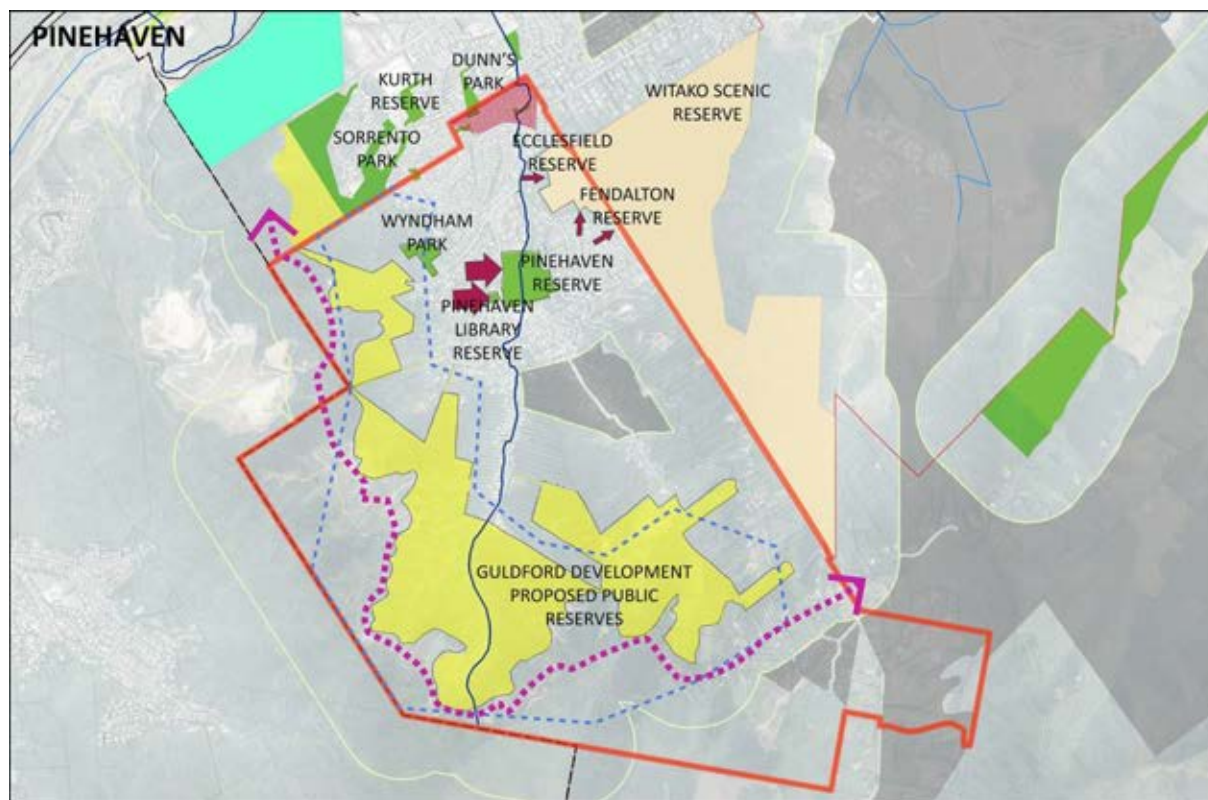 PINEHAVEN
DUNN'S
PARK
KURTH
RESERVE
WITAKO SCENIC
RESERVE
SORRENTO
PARK
ECCLESFIELD
RESERVE
FENDALTON
RESERVE
WYNDHAM
PARK
PINEHAVEN
RESERVE
PINEHAVEN
LIBRARY
RESERVE
GULDFORD DEVELOPMENT
PROPOSED PUBLIC
RESERVES